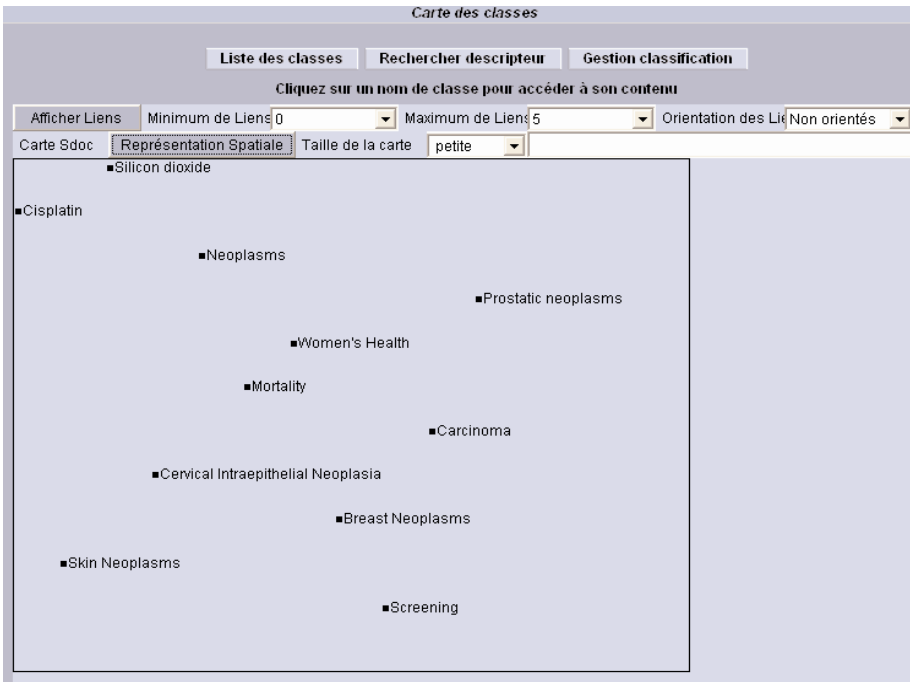 Carte des classes
Liste des classes Rechercher descripteur Gestion classification
Cliquez sur un nom de classe pour accéder à son contenu
Afficher Liens Minimum de Liens 0 Maximum de Liens 5 Orientation des Lie Non orientés
Carte Sdoc Représentation Spatiale Taille de la carte petite
Silicon dioxide
Cisplatin
Neoplasms
Prostatic neoplasms
Women's Health
Mortality
Carcinoma
Cervical Intraepithelial Neoplasia
Breast Neoplasms
Skin Neoplasms
Screening